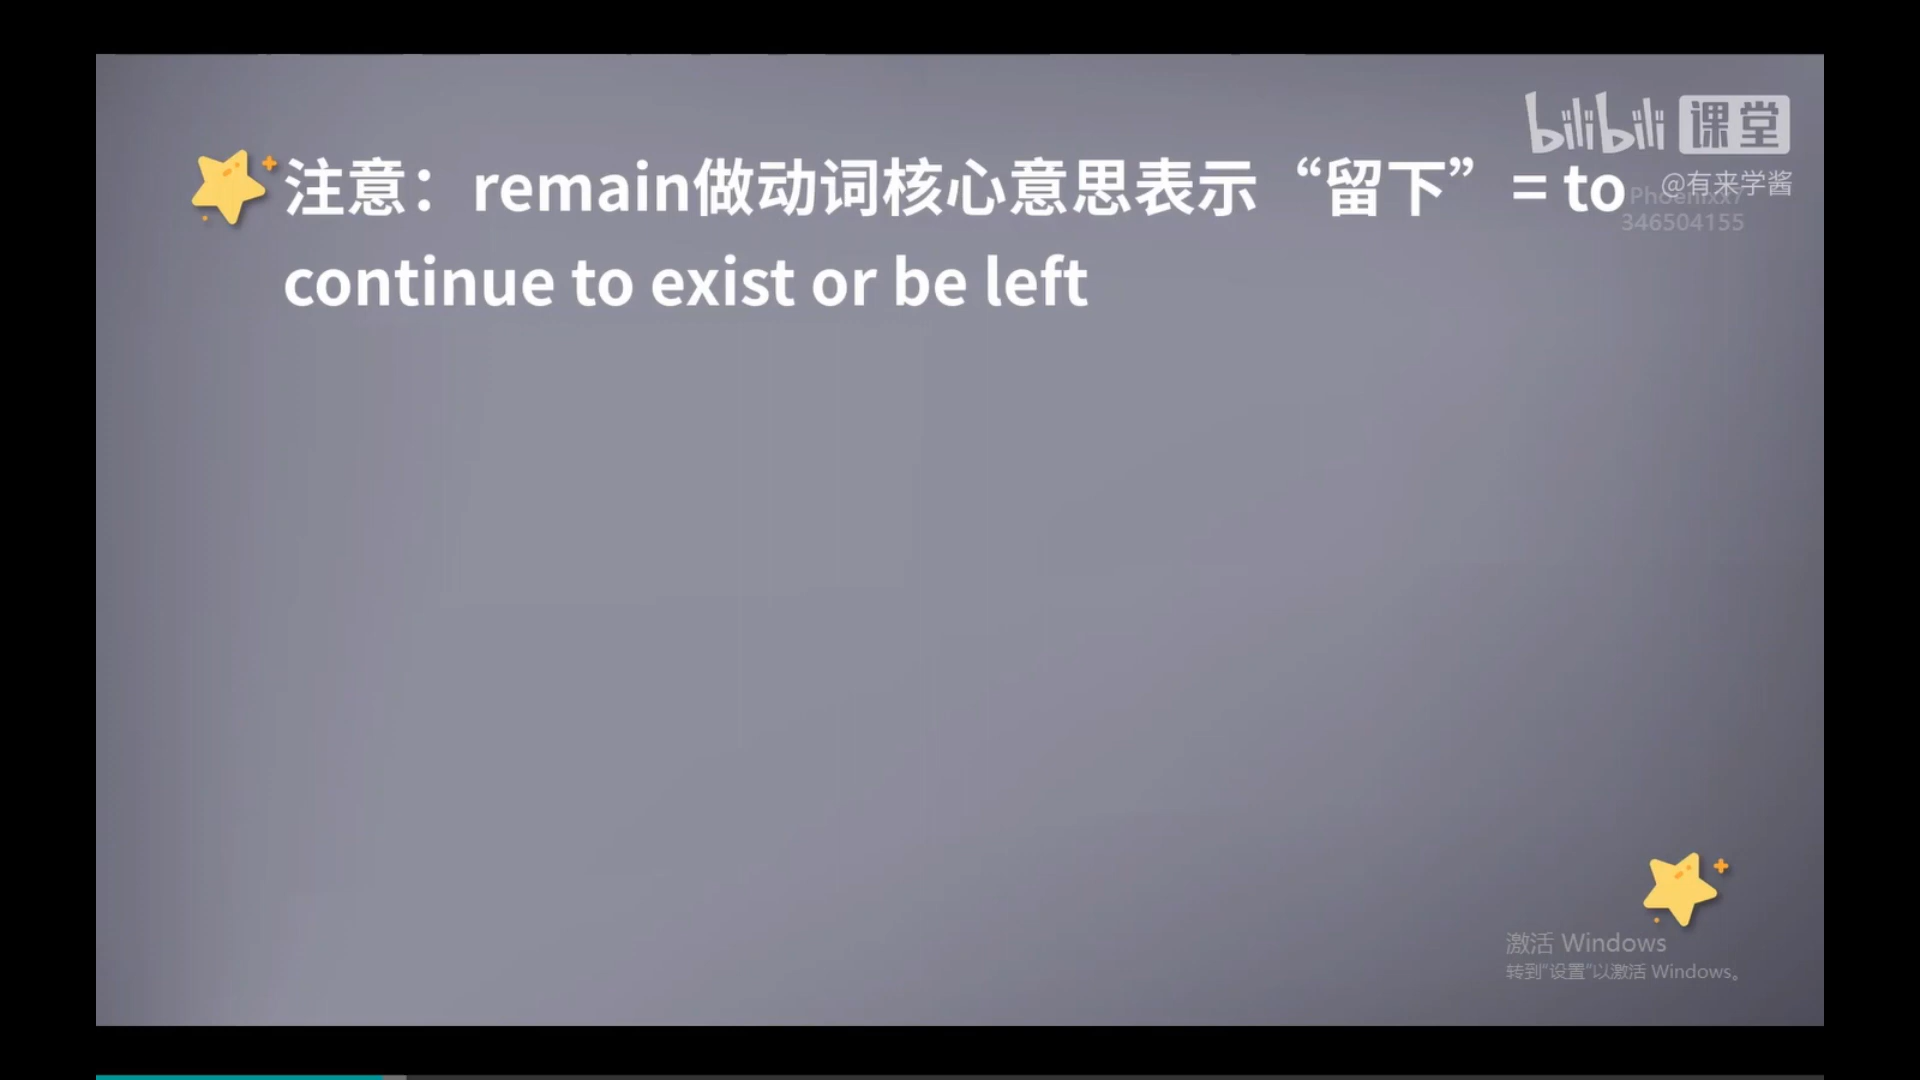 bilibili 课堂
注意：remain做动词核心意思表示“留下” = to
@有来学酱
Phoenixx7
346504155
continue to exist or be left
激活 Windows
转到“设置”以激活 Windows。